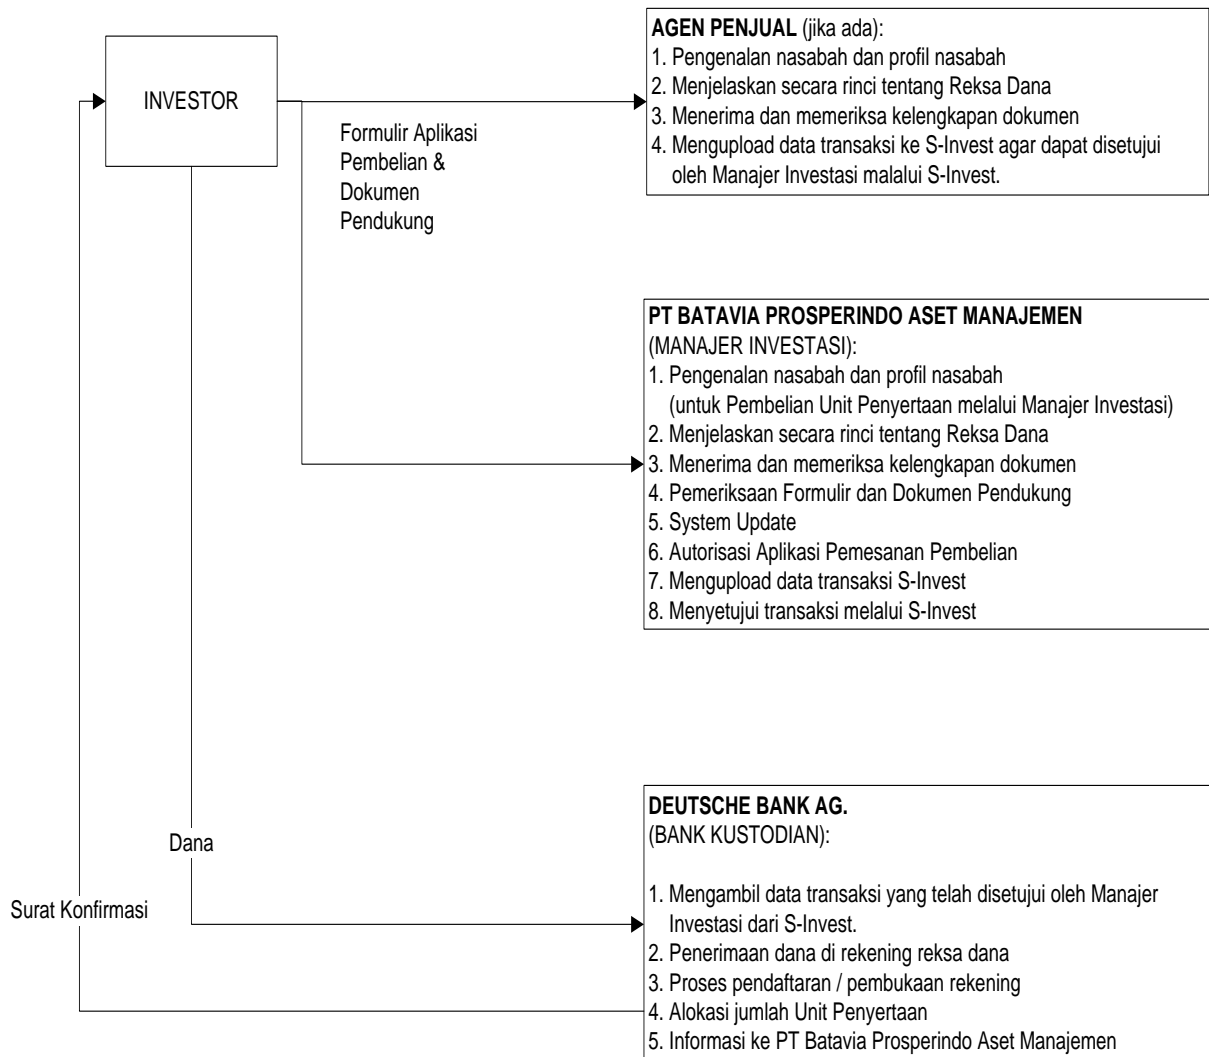 INVESTOR
Formulir Aplikasi
Pembelian &
Dokumen
Pendukung
AGEN PENJUAL (jika ada):
1. Pengenalan nasabah dan profil nasabah
2. Menjelaskan secara rinci tentang Reksa Dana
3. Menerima dan memeriksa kelengkapan dokumen
4. Mengupload data transaksi ke S-Invest agar dapat disetujui
oleh Manajer Investasi malalui S-Invest.
PT BATAVIA PROSPERINDO ASET MANAJEMEN
(MANAJER INVESTASI):
1. Pengenalan nasabah dan profil nasabah
(untuk Pembelian Unit Penyertaan melalui Manajer Investasi)
2. Menjelaskan secara rinci tentang Reksa Dana
3. Menerima dan memeriksa kelengkapan dokumen
4. Pemeriksaan Formulir dan Dokumen Pendukung
5. System Update
6. Autorisasi Aplikasi Pemesanan Pembelian
7. Mengupload data transaksi S-Invest
8. Menyetujui transaksi melalui S-Invest
Dana
Surat Konfirmasi
DEUTSCHE BANK AG.
(BANK KUSTODIAN):
1. Mengambil data transaksi yang telah disetujui oleh Manajer
Investasi dari S-Invest.
2. Penerimaan dana di rekening reksa dana
3. Proses pendaftaran / pembukaan rekening
4. Alokasi jumlah Unit Penyertaan
5. Informasi ke PT Batavia Prosperindo Aset Manajemen